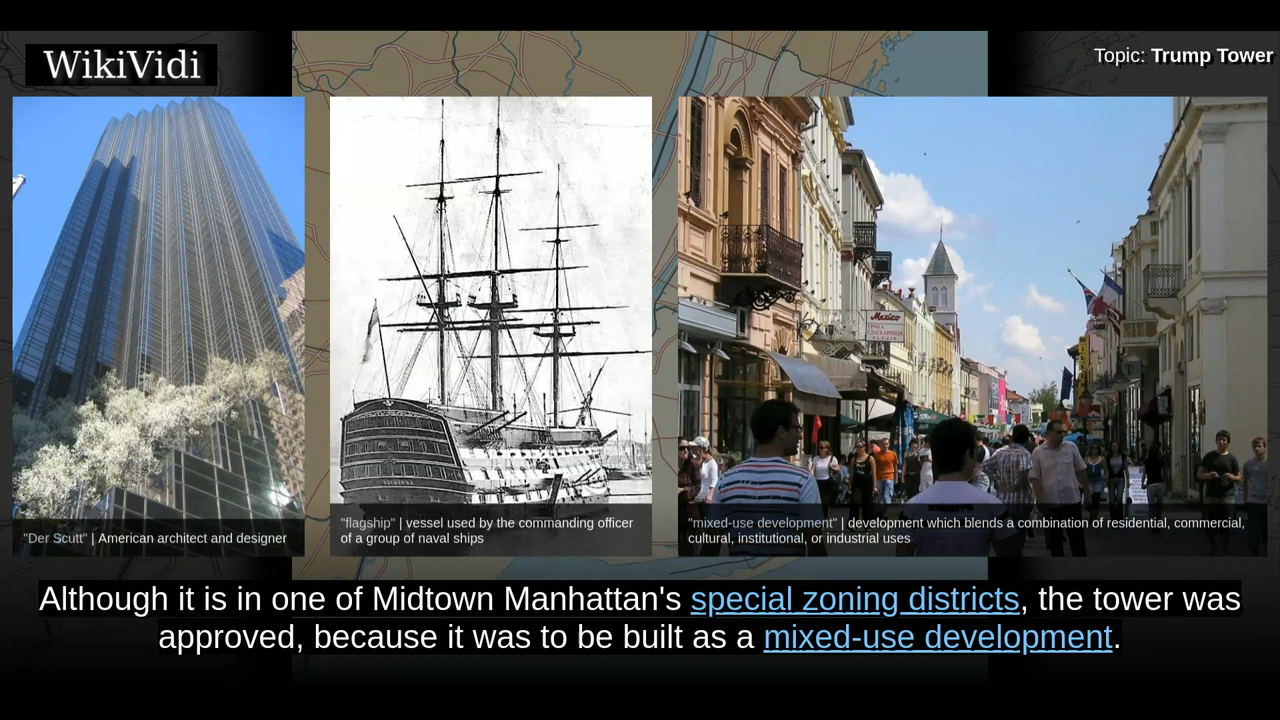 WikiVidi
Topic: Trump Tower
Mexico
"Der Scutt" | American architect and designer
"flagship" | vessel used by the commanding officer
of a group of naval ships
"mixed-use development" | development which blends a combination of residential, commercial,
cultural, institutional, or industrial uses
Although it is in one of Midtown Manhattan's special zoning districts, the tower was
approved, because it was to be built as a mixed-use development.